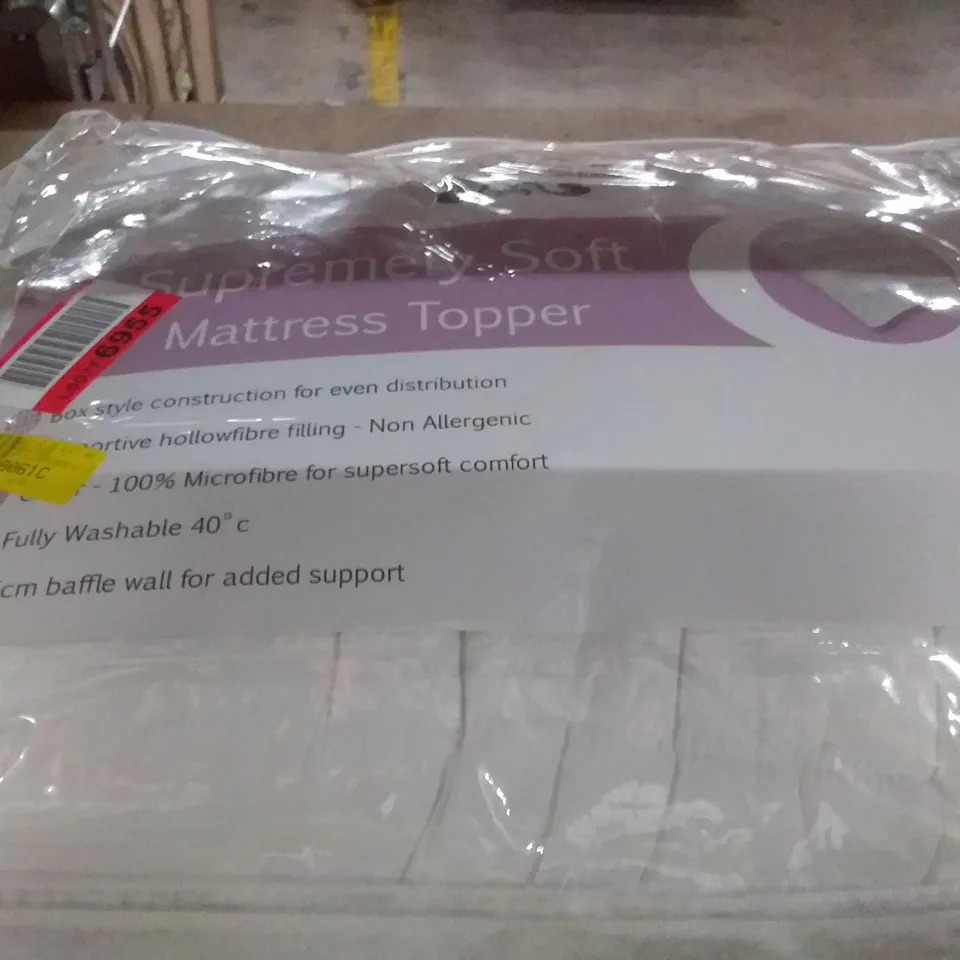 Supremely Soft
Mattress Topper
6955
Box style construction for even distribution
hollowfibre filling - Non Allergenic
- 100% Microfibre for supersoft comfort
Fully Washable 40°c
cm baffle wall for added support